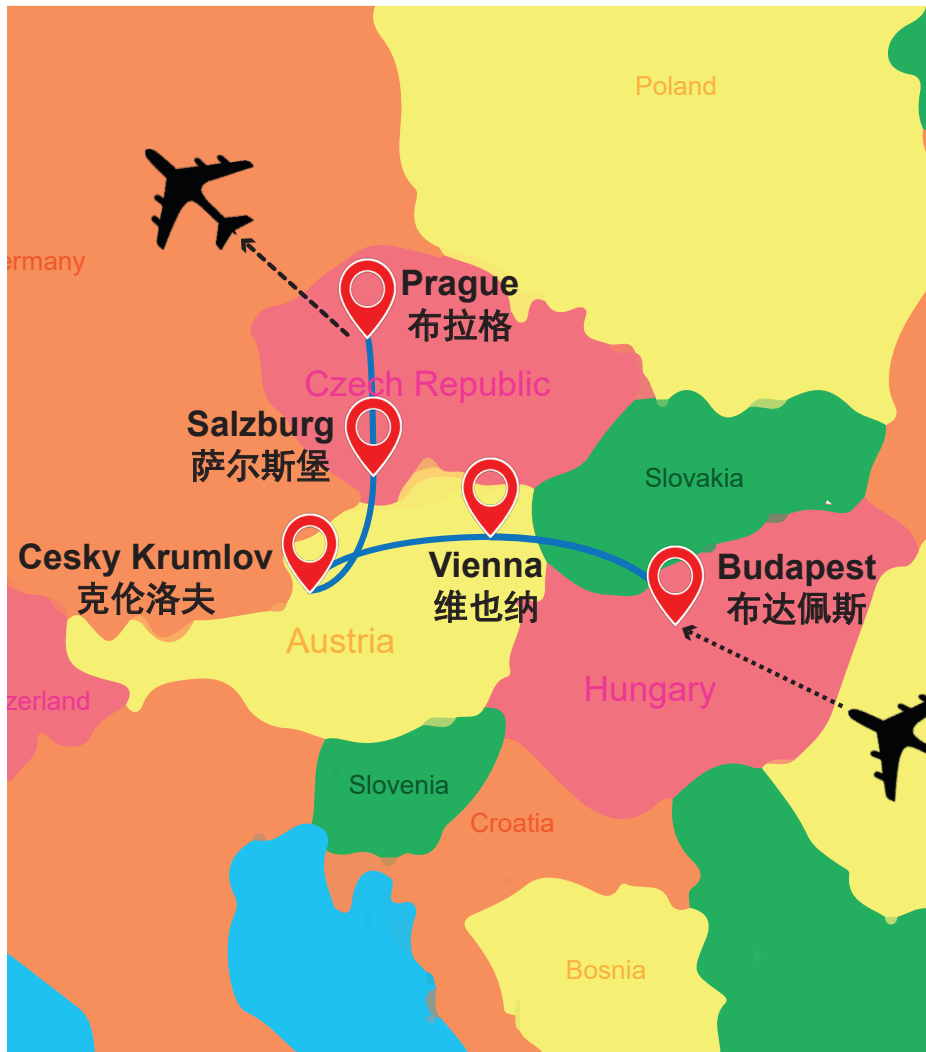 Poland
ermany
Prague
布拉格
Czech Republic
Salzburg
萨尔斯堡
Slovakia
Cesky Krumlov
克伦洛夫
Vienna
维也纳
Budapest
布达佩斯
Austria
Hungary
zerland
Slovenia
Croatia
Bosnia